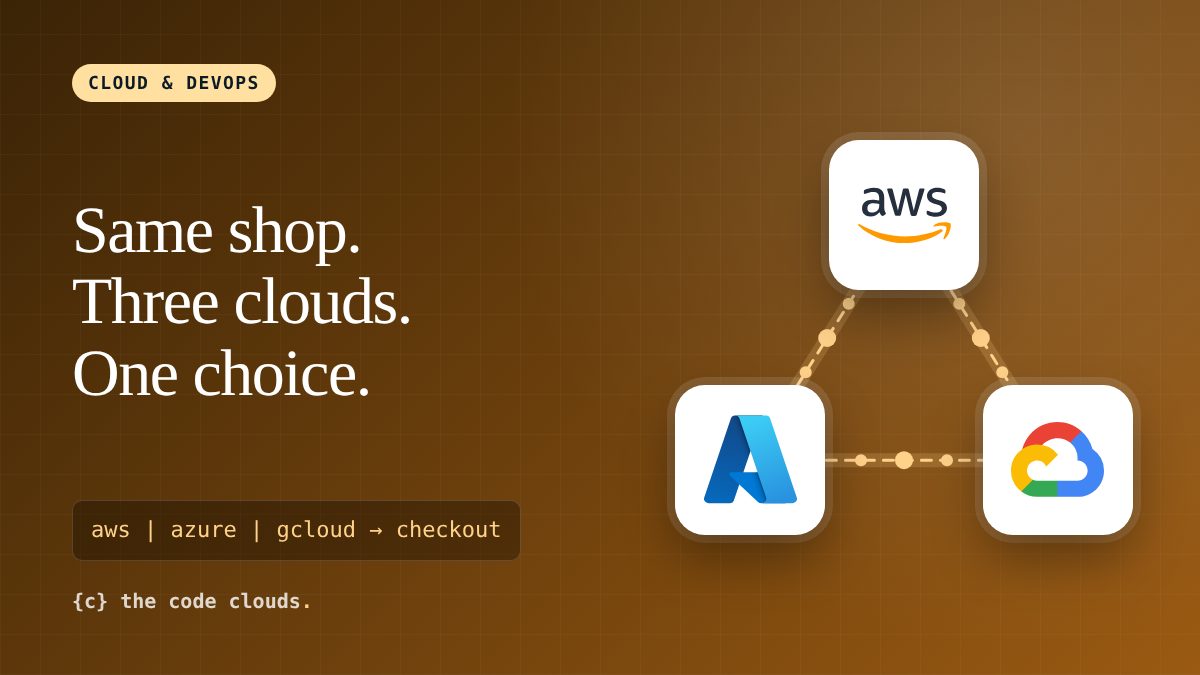 CLOUD & DEVOPS
Same shop.
Three clouds.
One choice.
aws | azure | gcloud → checkout
{c} the code clouds.
aws